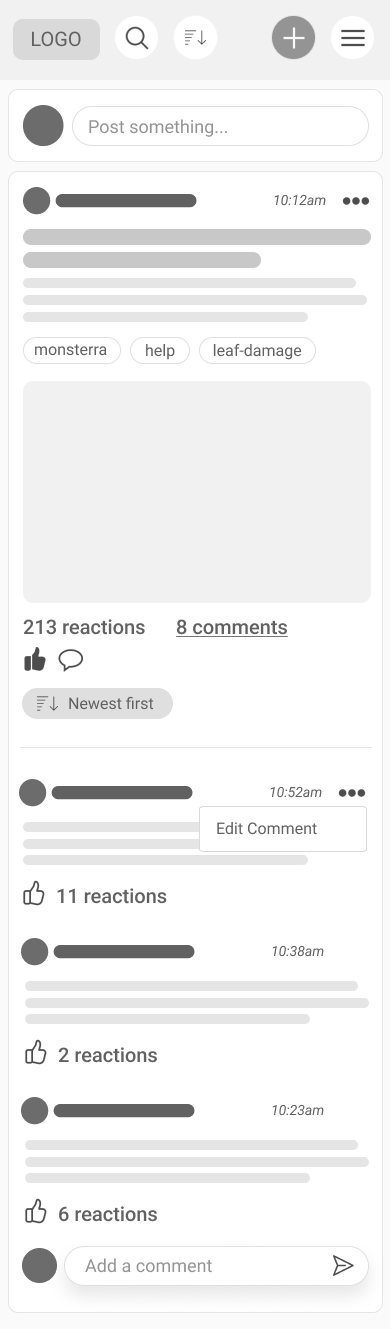 LOGO
Post something...
10:12am
monsterra help leaf-damage
213 reactions 8 comments
Newest first
10:52am
Edit Comment
11 reactions
10:38am
2 reactions
10:23am
6 reactions
Add a comment